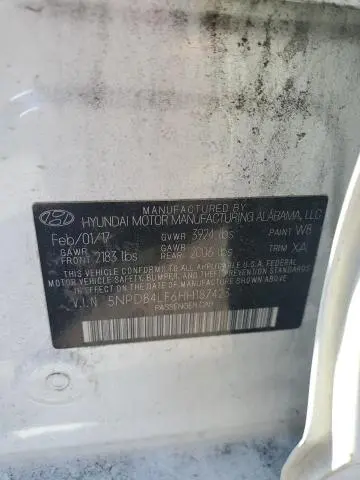 MANUFACTURED BY
HYUNDAI MOTOR MANUFACTURING ALABAMA, LLC
Feb/01/17 GVWR 3924 lbs PAINT W8
GAWR FRONT 2183 lbs GAWR REAR 2006 lbs TRIM XA
THIS VEHICLE CONFORMS TO ALL APPLICABLE U.S.A. FEDERAL
MOTOR VEHICLE SAFETY, BUMPER, AND THEFT PREVENTION STANDARDS
IN EFFECT ON THE DATE OF MANUFACTURE SHOWN ABOVE.
V.I.N 5NPD84LF6HH187425
PASSENGER CAR